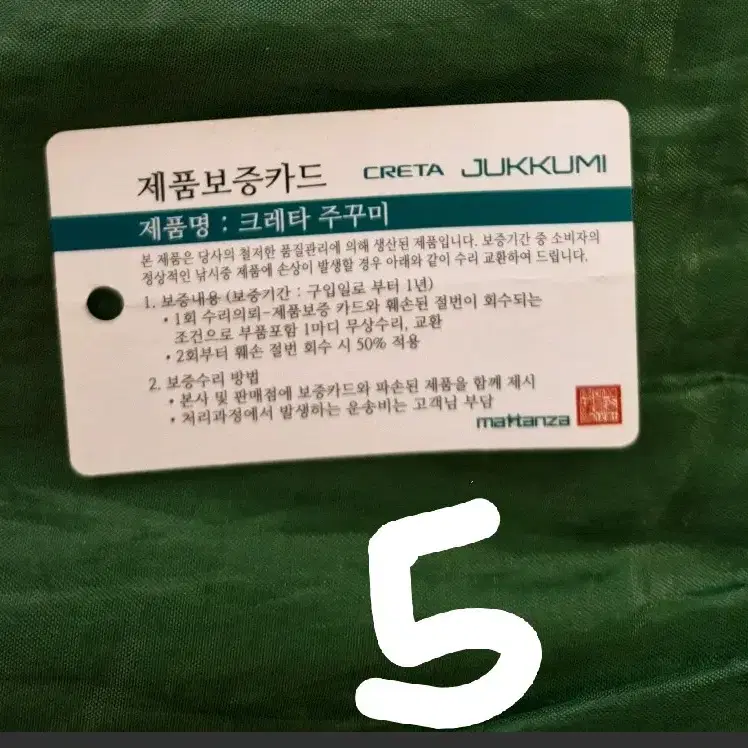 제품보증카드 CRETA JUKKUMI
제품명 : 크레타 주꾸미
본 제품은 당사의 철저한 품질관리에 의해 생산된 제품입니다. 보증기간 중 소비자의
정상적인 낚시중 제품에 손상이 발생할 경우 아래와 같이 수리 교환하여 드립니다.
1. 보증내용 (보증기간 : 구입일로 부터 1년)
• 1회 수리의뢰-제품보증 카드와 훼손된 절번이 회수되는
조건으로 부품포함 1마디 무상수리, 교환
• 2회부터 훼손 절번 회수 시 50% 적용
2. 보증수리 방법
• 본사 및 판매점에 보증카드와 파손된 제품을 함께 제시
• 처리과정에서 발생하는 운송비는 고객님 부담
mattanza
5